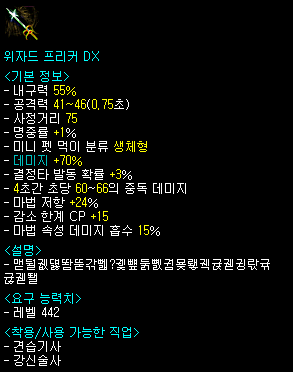 위자드 프리커 DX
<기본 정보>
- 내구력 55%
- 공격력 41~46(0,75초)
- 사정거리 75
- 명중률 +1%
- 미니 펫 먹이 분류 생체형
- 데미지 +70%
- 결정타 발동 확률 +3%
- 4초간 초당 60~66의 중독 데미지
- 마법 저항 +24%
- 감소 한계 CP +15
- 마법 속성 데미지 흡수 15%
<설명>
<요구 능력치>
- 레벨 442
<착용/사용 가능한 직업>
- 견습기사
- 강신술사